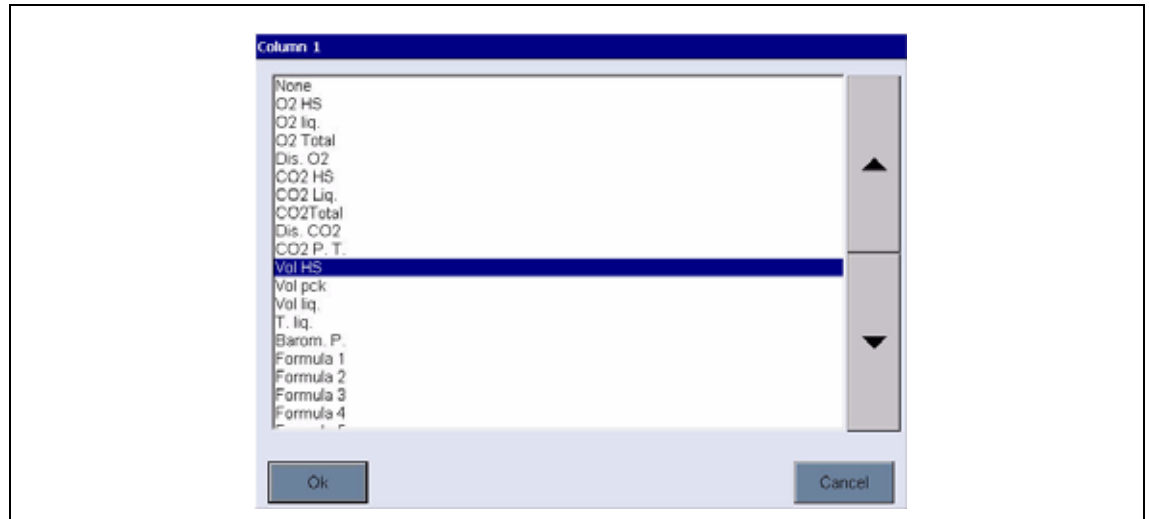 Column 1
None
O2 HS
O2 liq.
O2 Total
Dis. O2
CO2 HS
CO2 Liq.
CO2Total
Dis. CO2
CO2 P. T.
Vol HS
Vol pck
Vol liq.
T. liq.
Barom. P.
Formula 1
Formula 2
Formula 3
Formula 4
Ok
Cancel